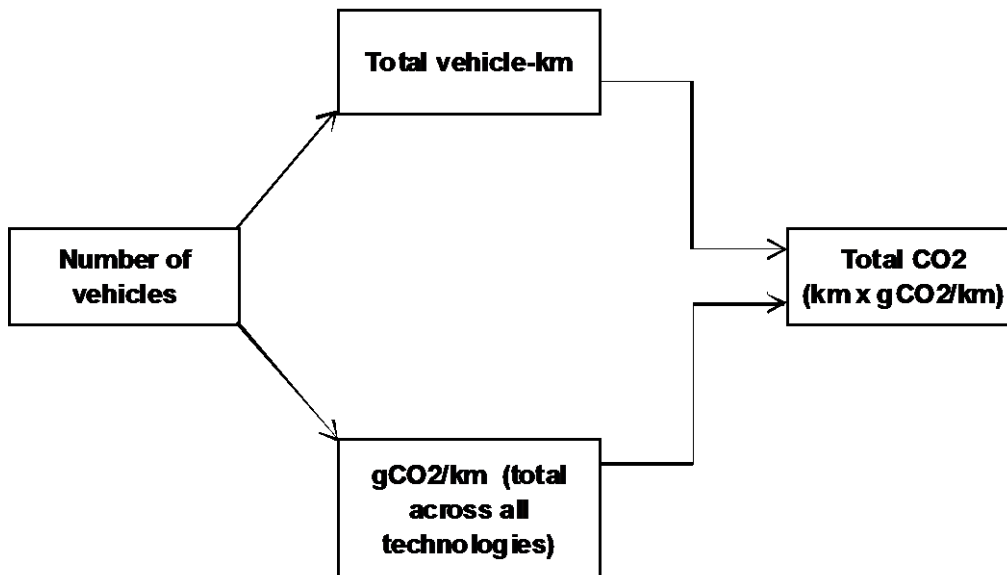 Total vehicle-km
Number of
vehicles
Total CO2
(km x gCO2/km)
gCO2/km (total
across all
technologies)